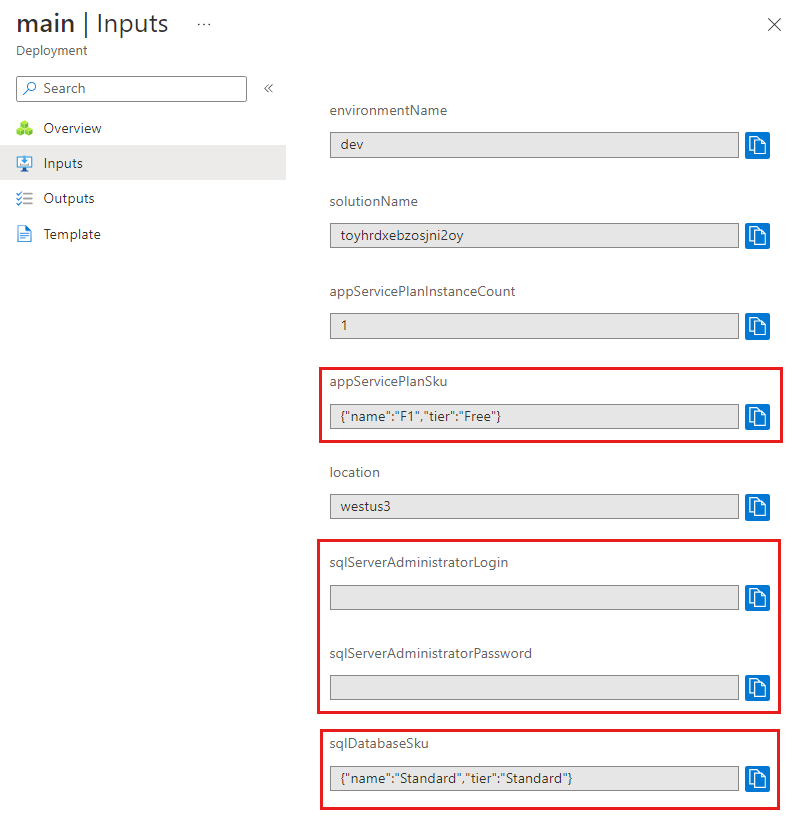 main | Inputs ...
Deployment
Search «
Overview
Inputs
Outputs
Template
environmentName
dev
solutionName
toyhrdxebzosjni2oy
appServicePlanInstanceCount
1
appServicePlanSku
{"name":"F1","tier":"Free"}
location
westus3
sqlServerAdministratorLogin
sqlServerAdministratorPassword
sqlDatabaseSku
{"name":"Standard","tier":"Standard"}